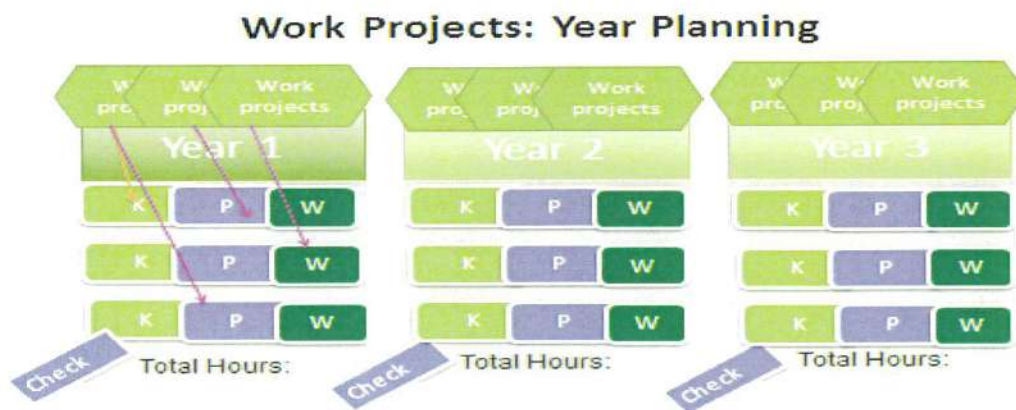 Work Projects: Year Planning
Work projects
Work projects
Work projects
Year 1
Year 2
Year 3
K P W
K P W
K P W
K P W
K P W
K P W
K P W
K P W
K P W
Check
Total Hours:
Check
Total Hours:
Check
Total Hours: